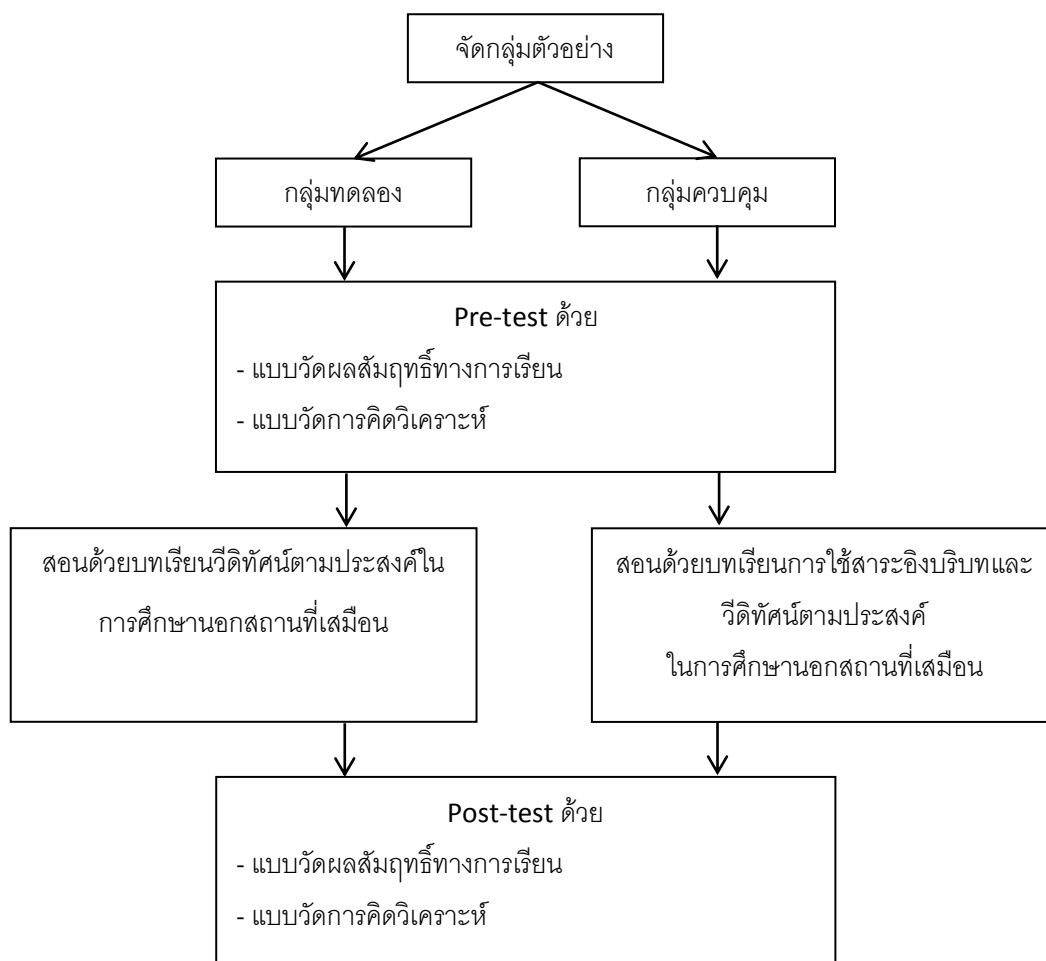 จัดกลุ่มตัวอย่าง
กลุ่มทดลอง
กลุ่มควบคุม
Pre-test ด้วย
- แบบวัดผลสัมฤทธิ์ทางการเรียน
- แบบวัดการคิดวิเคราะห์
สอนด้วยบทเรียนวีดิทัศน์ตามประสงค์ใน
การศึกษานอกสถานที่เสมือน
สอนด้วยบทเรียนการใช้สาระอิงบริบทและ
วีดิทัศน์ตามประสงค์
ในการศึกษานอกสถานที่เสมือน
Post-test ด้วย
- แบบวัดผลสัมฤทธิ์ทางการเรียน
- แบบวัดการคิดวิเคราะห์